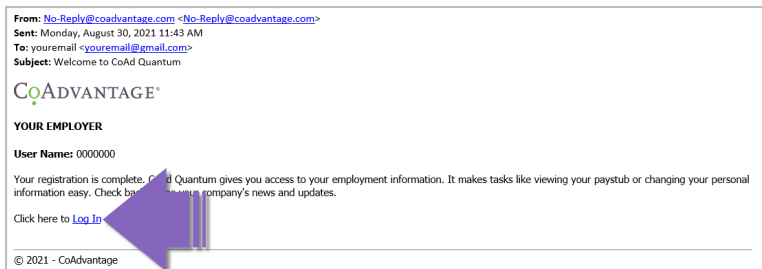 From: No-Reply@coadvantage.com <No-Reply@coadvantage.com>
Sent: Monday, August 30, 2021 11:43 AM
To: youremail <youremail@gmail.com>
Subject: Welcome to CoAd Quantum
COADVANTAGE®
YOUR EMPLOYER
User Name: 0000000
Your registration is complete. Quantum gives you access to your employment information. It makes tasks like viewing your paystub or changing your personal
information easy. Check your company's news and updates.
Click here to Log In
© 2021 - CoAdvantage